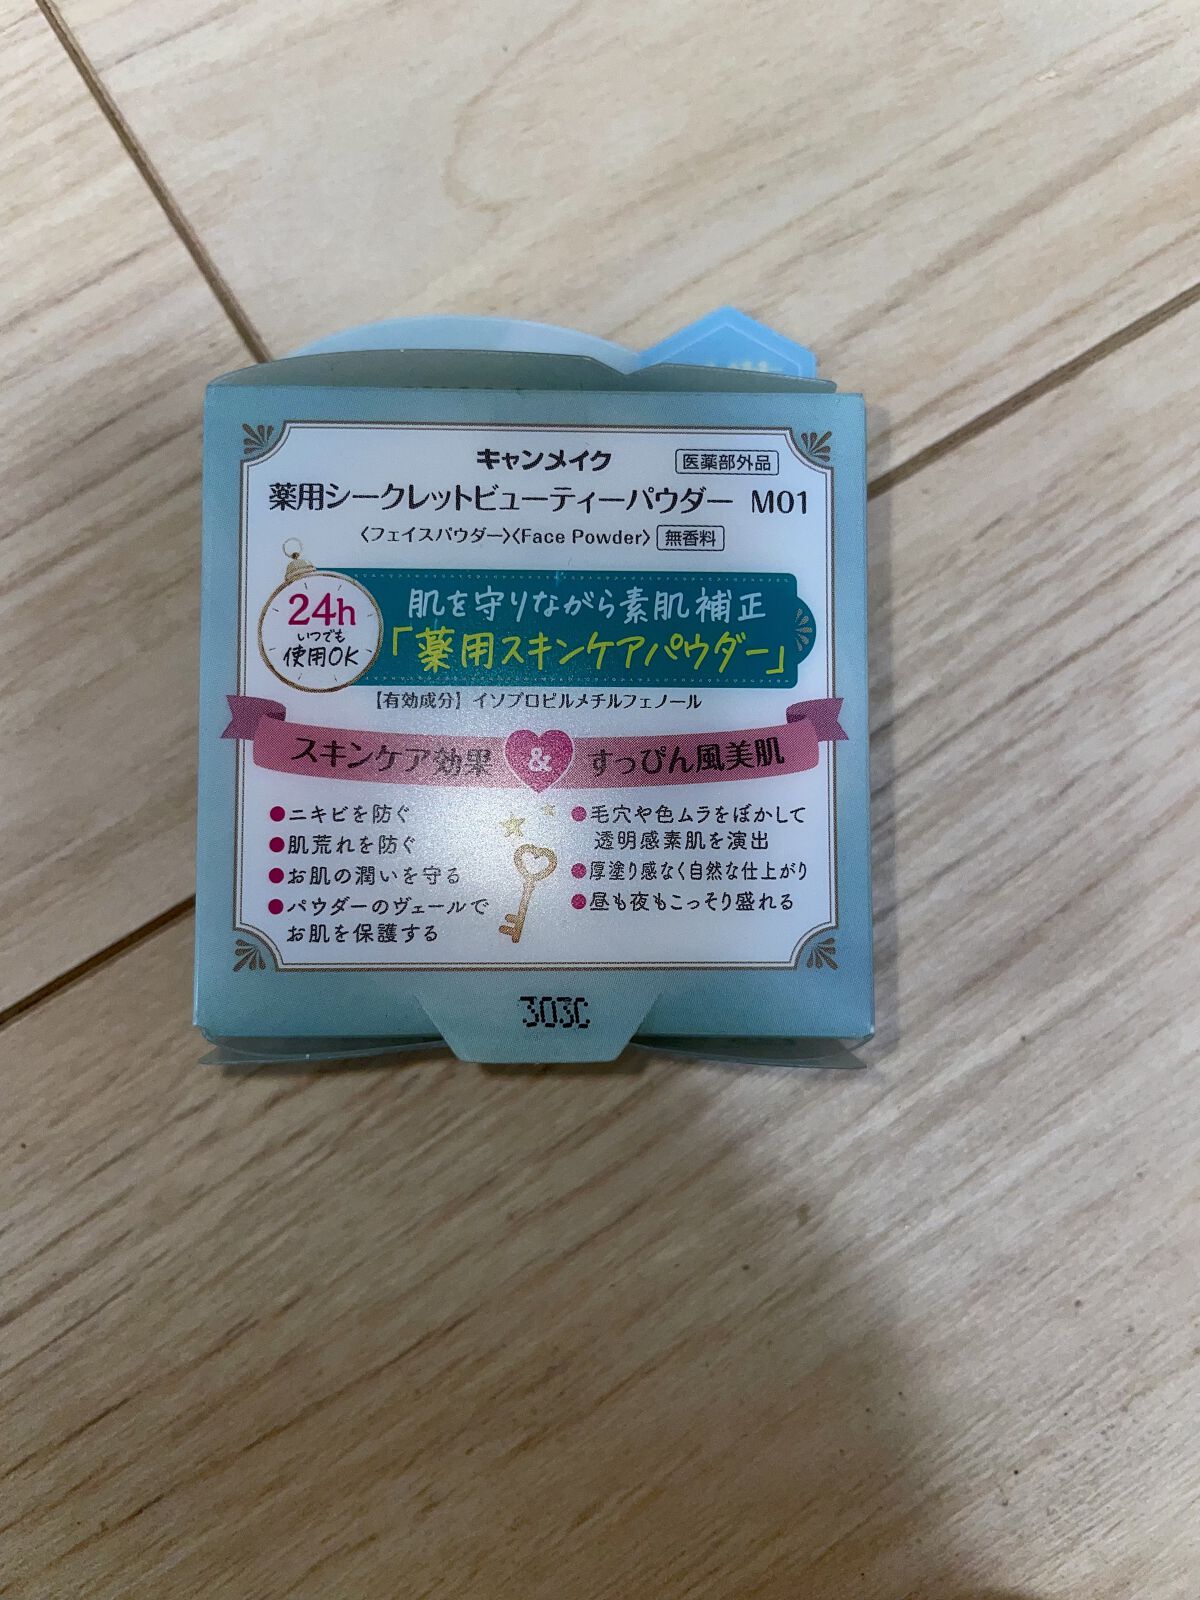 キャンメイク 医薬部外品
薬用シークレットビューティーパウダー M01
〈フェイスパウダー〉〈Face Powder〉 無香料
24h
いつでも
使用OK
肌を守りながら素肌補正
「薬用スキンケアパウダー」
【有効成分】イソプロピルメチルフェノール
スキンケア効果 & すっぴん風美肌
●ニキビを防ぐ
●肌荒れを防ぐ
●お肌の潤いを守る
●パウダーのヴェールで
お肌を保護する
●毛穴や色ムラをぼかして
透明感素肌を演出
●厚塗り感なく自然な仕上がり
●昼も夜もこっそり盛れる
303C